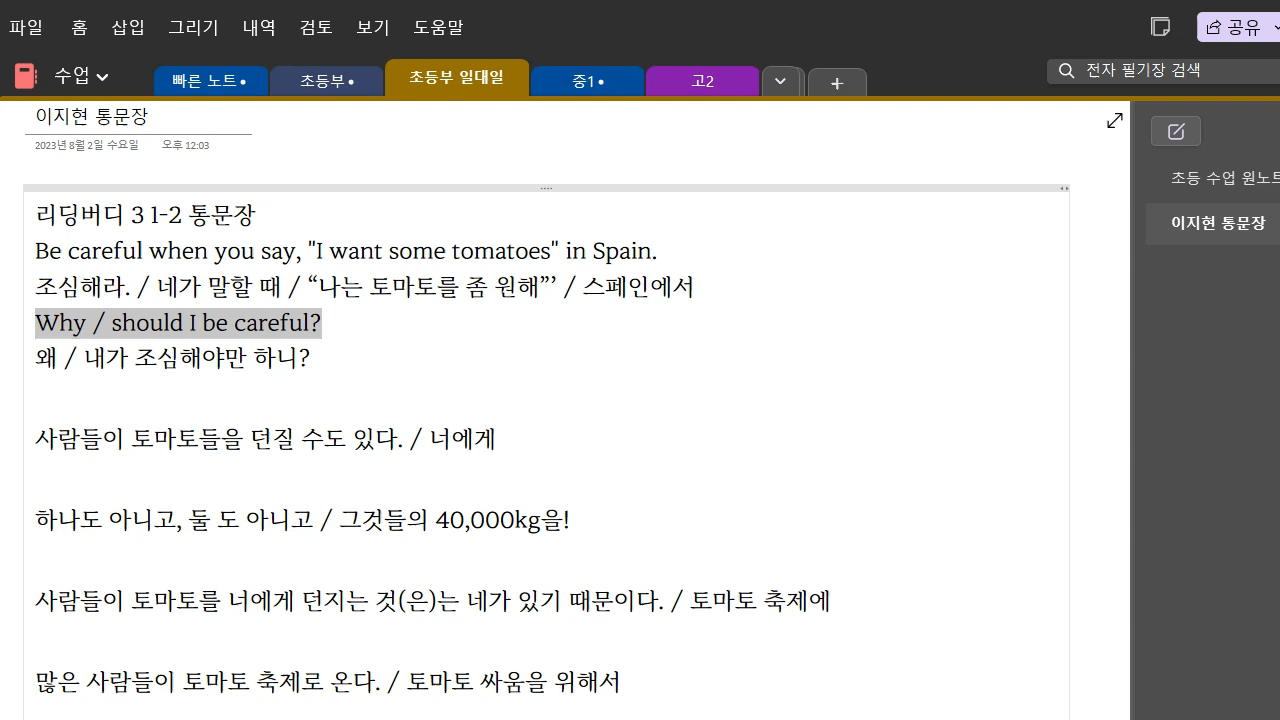 파일 홈 삽입 그리기 내역 검토 보기 도움말 공유
수업 빠른 노트• 초등부• 초등부 일대일 중1• 고2 + 전자 필기장 검색
이지현 통문장
2023년 8월 2일 수요일 오후 12:03
초등 수업 원노트
이지현 통문장
리딩버디 3 1-2 통문장
Be careful when you say, "I want some tomatoes" in Spain.
조심해라. / 네가 말할 때 / “나는 토마토를 좀 원해”’ / 스페인에서
Why / should I be careful?
왜 / 내가 조심해야만 하니?
사람들이 토마토들을 던질 수도 있다. / 너에게
하나도 아니고, 둘 도 아니고 / 그것들의 40,000kg을!
사람들이 토마토를 너에게 던지는 것(은)는 네가 있기 때문이다. / 토마토 축제에
많은 사람들이 토마토 축제로 온다. / 토마토 싸움을 위해서